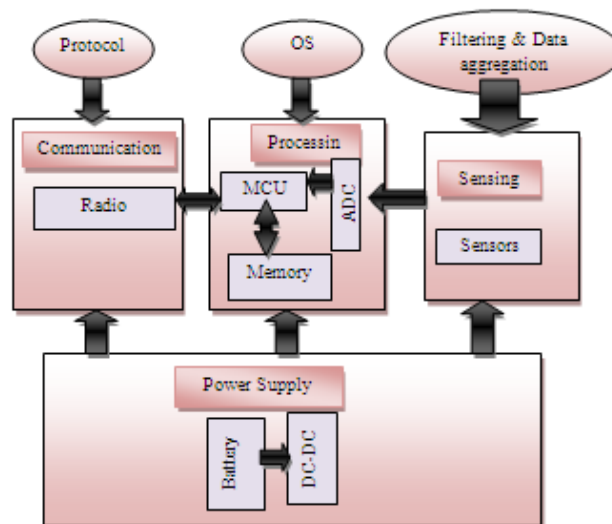 Protocol
OS
Filtering & Data
aggregation
Communication
Radio
Processin
MCU
ADC
Memory
Sensing
Sensors
Power Supply
Battery
DC-DC